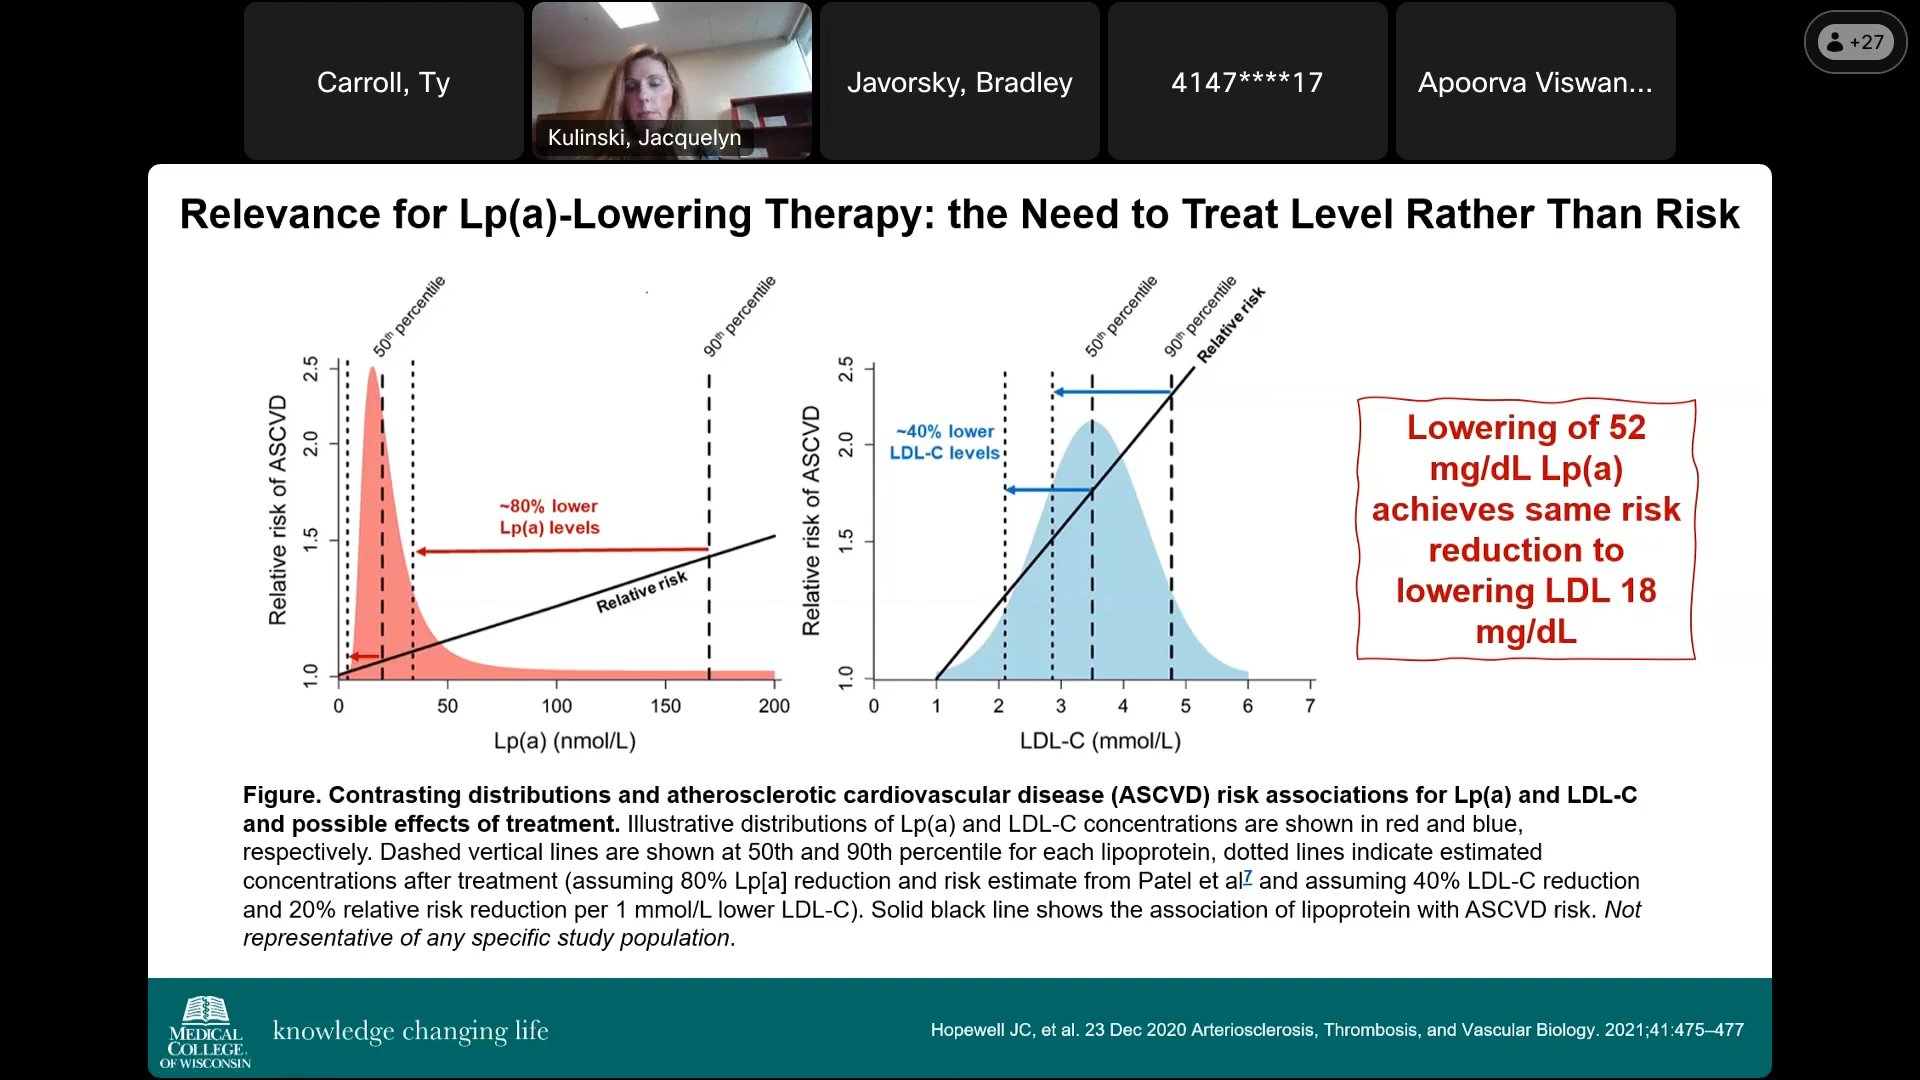 Carroll, Ty
Kulinski, Jacquelyn
Javorsky, Bradley
4147****17
Apoorva Viswan...
+27
Relevance for Lp(a)-Lowering Therapy: the Need to Treat Level Rather Than Risk
50th percentile
90th percentile
Relative risk of ASCVD
2.5
2.0
1.5
1.0
~80% lower
Lp(a) levels
Relative risk
0 50 100 150 200
Lp(a) (nmol/L)
50th percentile
90th percentile
Relative risk
Relative risk of ASCVD
2.5
2.0
1.5
1.0
~40% lower
LDL-C levels
0 1 2 3 4 5 6 7
LDL-C (mmol/L)
Lowering of 52
mg/dL Lp(a)
achieves same risk
reduction to
lowering LDL 18
mg/dL
Figure. Contrasting distributions and atherosclerotic cardiovascular disease (ASCVD) risk associations for Lp(a) and LDL-C
and possible effects of treatment. Illustrative distributions of Lp(a) and LDL-C concentrations are shown in red and blue,
respectively. Dashed vertical lines are shown at 50th and 90th percentile for each lipoprotein, dotted lines indicate estimated
concentrations after treatment (assuming 80% Lp[a] reduction and risk estimate from Patel et al7 and assuming 40% LDL-C reduction
and 20% relative risk reduction per 1 mmol/L lower LDL-C). Solid black line shows the association of lipoprotein with ASCVD risk. Not
representative of any specific study population.
MEDICAL
COLLEGE
OF WISCONSIN
knowledge changing life
Hopewell JC, et al. 23 Dec 2020 Arteriosclerosis, Thrombosis, and Vascular Biology. 2021;41:475–477